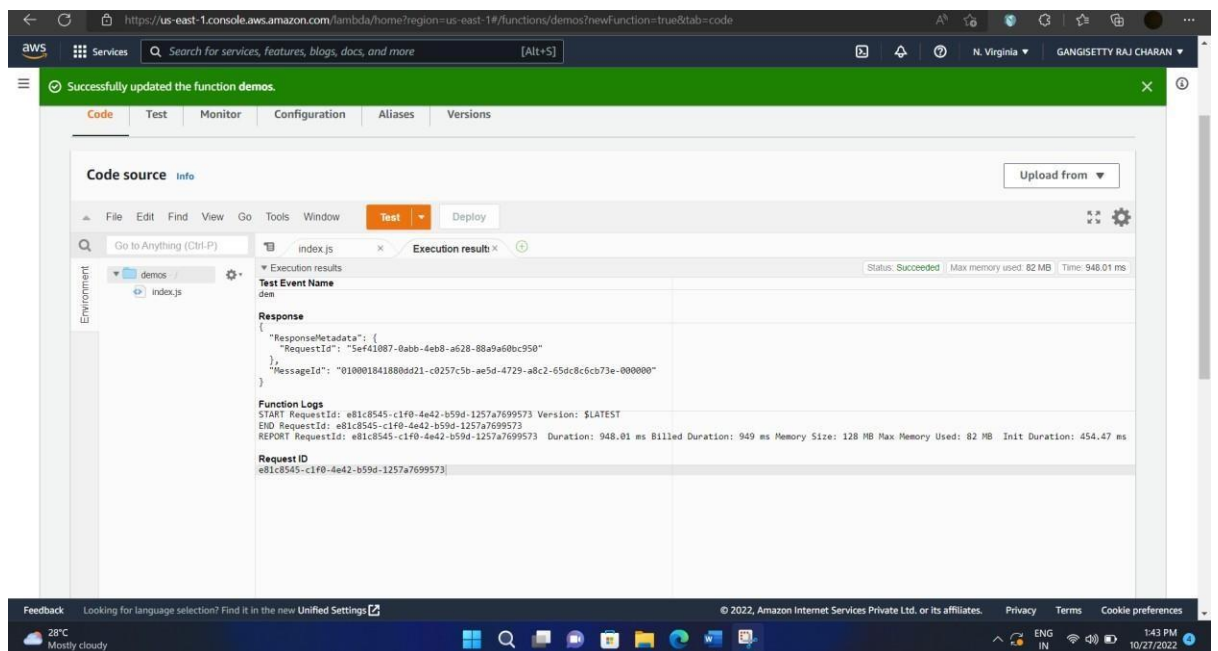 https://us-east-1.console.aws.amazon.com/lambda/home?region=us-east-1#/functions/demos?newFunction=true&tab=code
aws Services Search for services, features, blogs, docs, and more [Alt+S] N. Virginia ▼ GANGISETTY RAJ CHARAN ▼
Successfully updated the function demos.
Code Test Monitor Configuration Aliases Versions
Code source Info Upload from ▼
File Edit Find View Go Tools Window Test Deploy
Go to Anything (Ctrl-P) index.js × Execution results ×
Environment
demos /
index.js
▼ Execution results Status: Succeeded Max memory used: 82 MB Time: 948.01 ms
Test Event Name
dem
Response
{
"ResponseMetadata": {
"RequestId": "5ef41087-0abb-4eb8-a628-88a9a60bc950"
},
"MessageId": "010001841880dd21-c0257c5b-ae5d-4729-a8c2-65dc8c6cb73e-000000"
}
Function Logs
START RequestId: e81c8545-c1f0-4e42-b59d-1257a7699573 Version: $LATEST
END RequestId: e81c8545-c1f0-4e42-b59d-1257a7699573
REPORT RequestId: e81c8545-c1f0-4e42-b59d-1257a7699573 Duration: 948.01 ms Billed Duration: 949 ms Memory Size: 128 MB Max Memory Used: 82 MB Init Duration: 454.47 ms
Request ID
e81c8545-c1f0-4e42-b59d-1257a7699573
Feedback Looking for language selection? Find it in the new Unified Settings © 2022, Amazon Internet Services Private Ltd. or its affiliates. Privacy Terms Cookie preferences
28°C
Mostly cloudy
ENG
IN
1:43 PM
10/27/2022
4